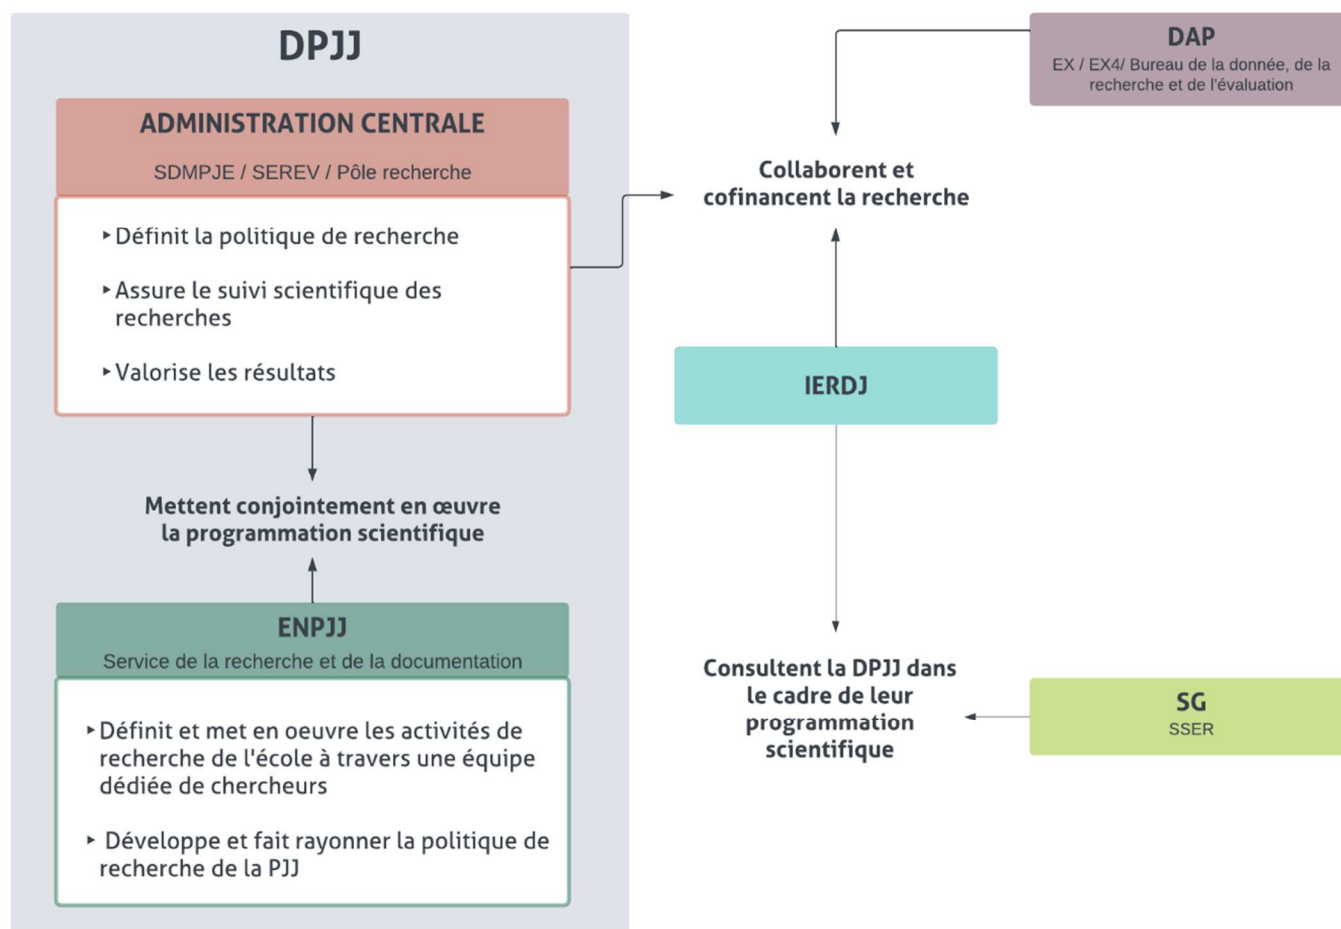 DPJJ
ADMINISTRATION CENTRALE
SDMPJE / SEREV / Pôle recherche
▸ Définit la politique de recherche
▸ Assure le suivi scientifique des
recherches
▸ Valorise les résultats
Mettent conjointement en œuvre
la programmation scientifique
ENPJJ
Service de la recherche et de la documentation
▸ Définit et met en oeuvre les activités de
recherche de l'école à travers une équipe
dédiée de chercheurs
▸ Développe et fait rayonner la politique de
recherche de la PJJ
DAP
EX / EX4/ Bureau de la donnée, de la
recherche et de l'évaluation
Collaborent et
cofinancent la recherche
IERDJ
Consultent la DPJJ dans
le cadre de leur
programmation
scientifique
SG
SSER